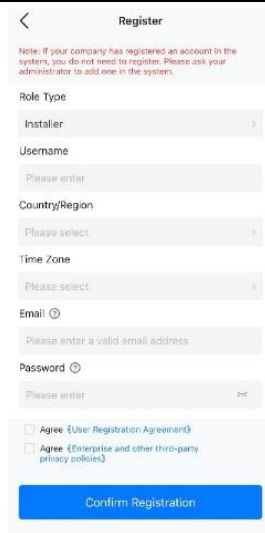 Register
Note: If your company has registered an account in the
system, you do not need to register. Please ask your
administrator to add one in the system.
Role Type
Installer
Username
Please enter
Country/Region
Please select
Time Zone
Please select
Email ?
Please enter a valid email address
Password ?
Please enter
Agree 《User Registration Agreement》
Agree 《Enterprise and other third-party
privacy policies》
Confirm Registration